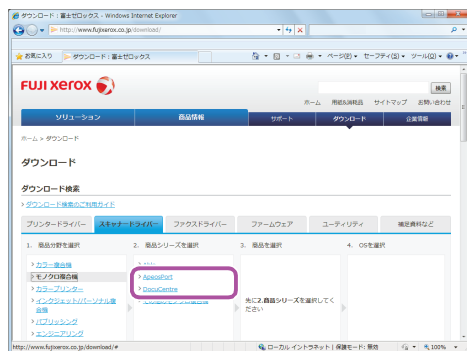 ダウンロード : 富士ゼロックス - Windows Internet Explorer
http://www.fujixerox.co.jp/download/
お気に入り
ダウンロード : 富士ゼロックス
ページ(P)
セーフティ(S)
ツール(O)
FUJI XEROX
検索
ホーム
用紙&消耗品
サイトマップ
お問い合わせ
ソリューション
商品情報
サポート
ダウンロード
企業情報
ホーム > ダウンロード
ダウンロード
ダウンロード検索
> ダウンロード検索のご利用ガイド
プリンタードライバー
スキャナードライバー
ファクスドライバー
ファームウェア
ユーティリティ
補足資料など
1. 商品分野を選択
2. 商品シリーズを選択
3. 商品を選択
4. OSを選択
> カラー複合機
> モノクロ複合機
> ApeosPort
> カラープリンター
> DocuCentre
> インクジェット/パーソナル複合機
先に2.商品シリーズを選択してください
> パブリッシング
> エンジニアリング
http://www.fujixerox.co.jp/download/#
ローカル イントラネット | 保護モード: 無効
100%